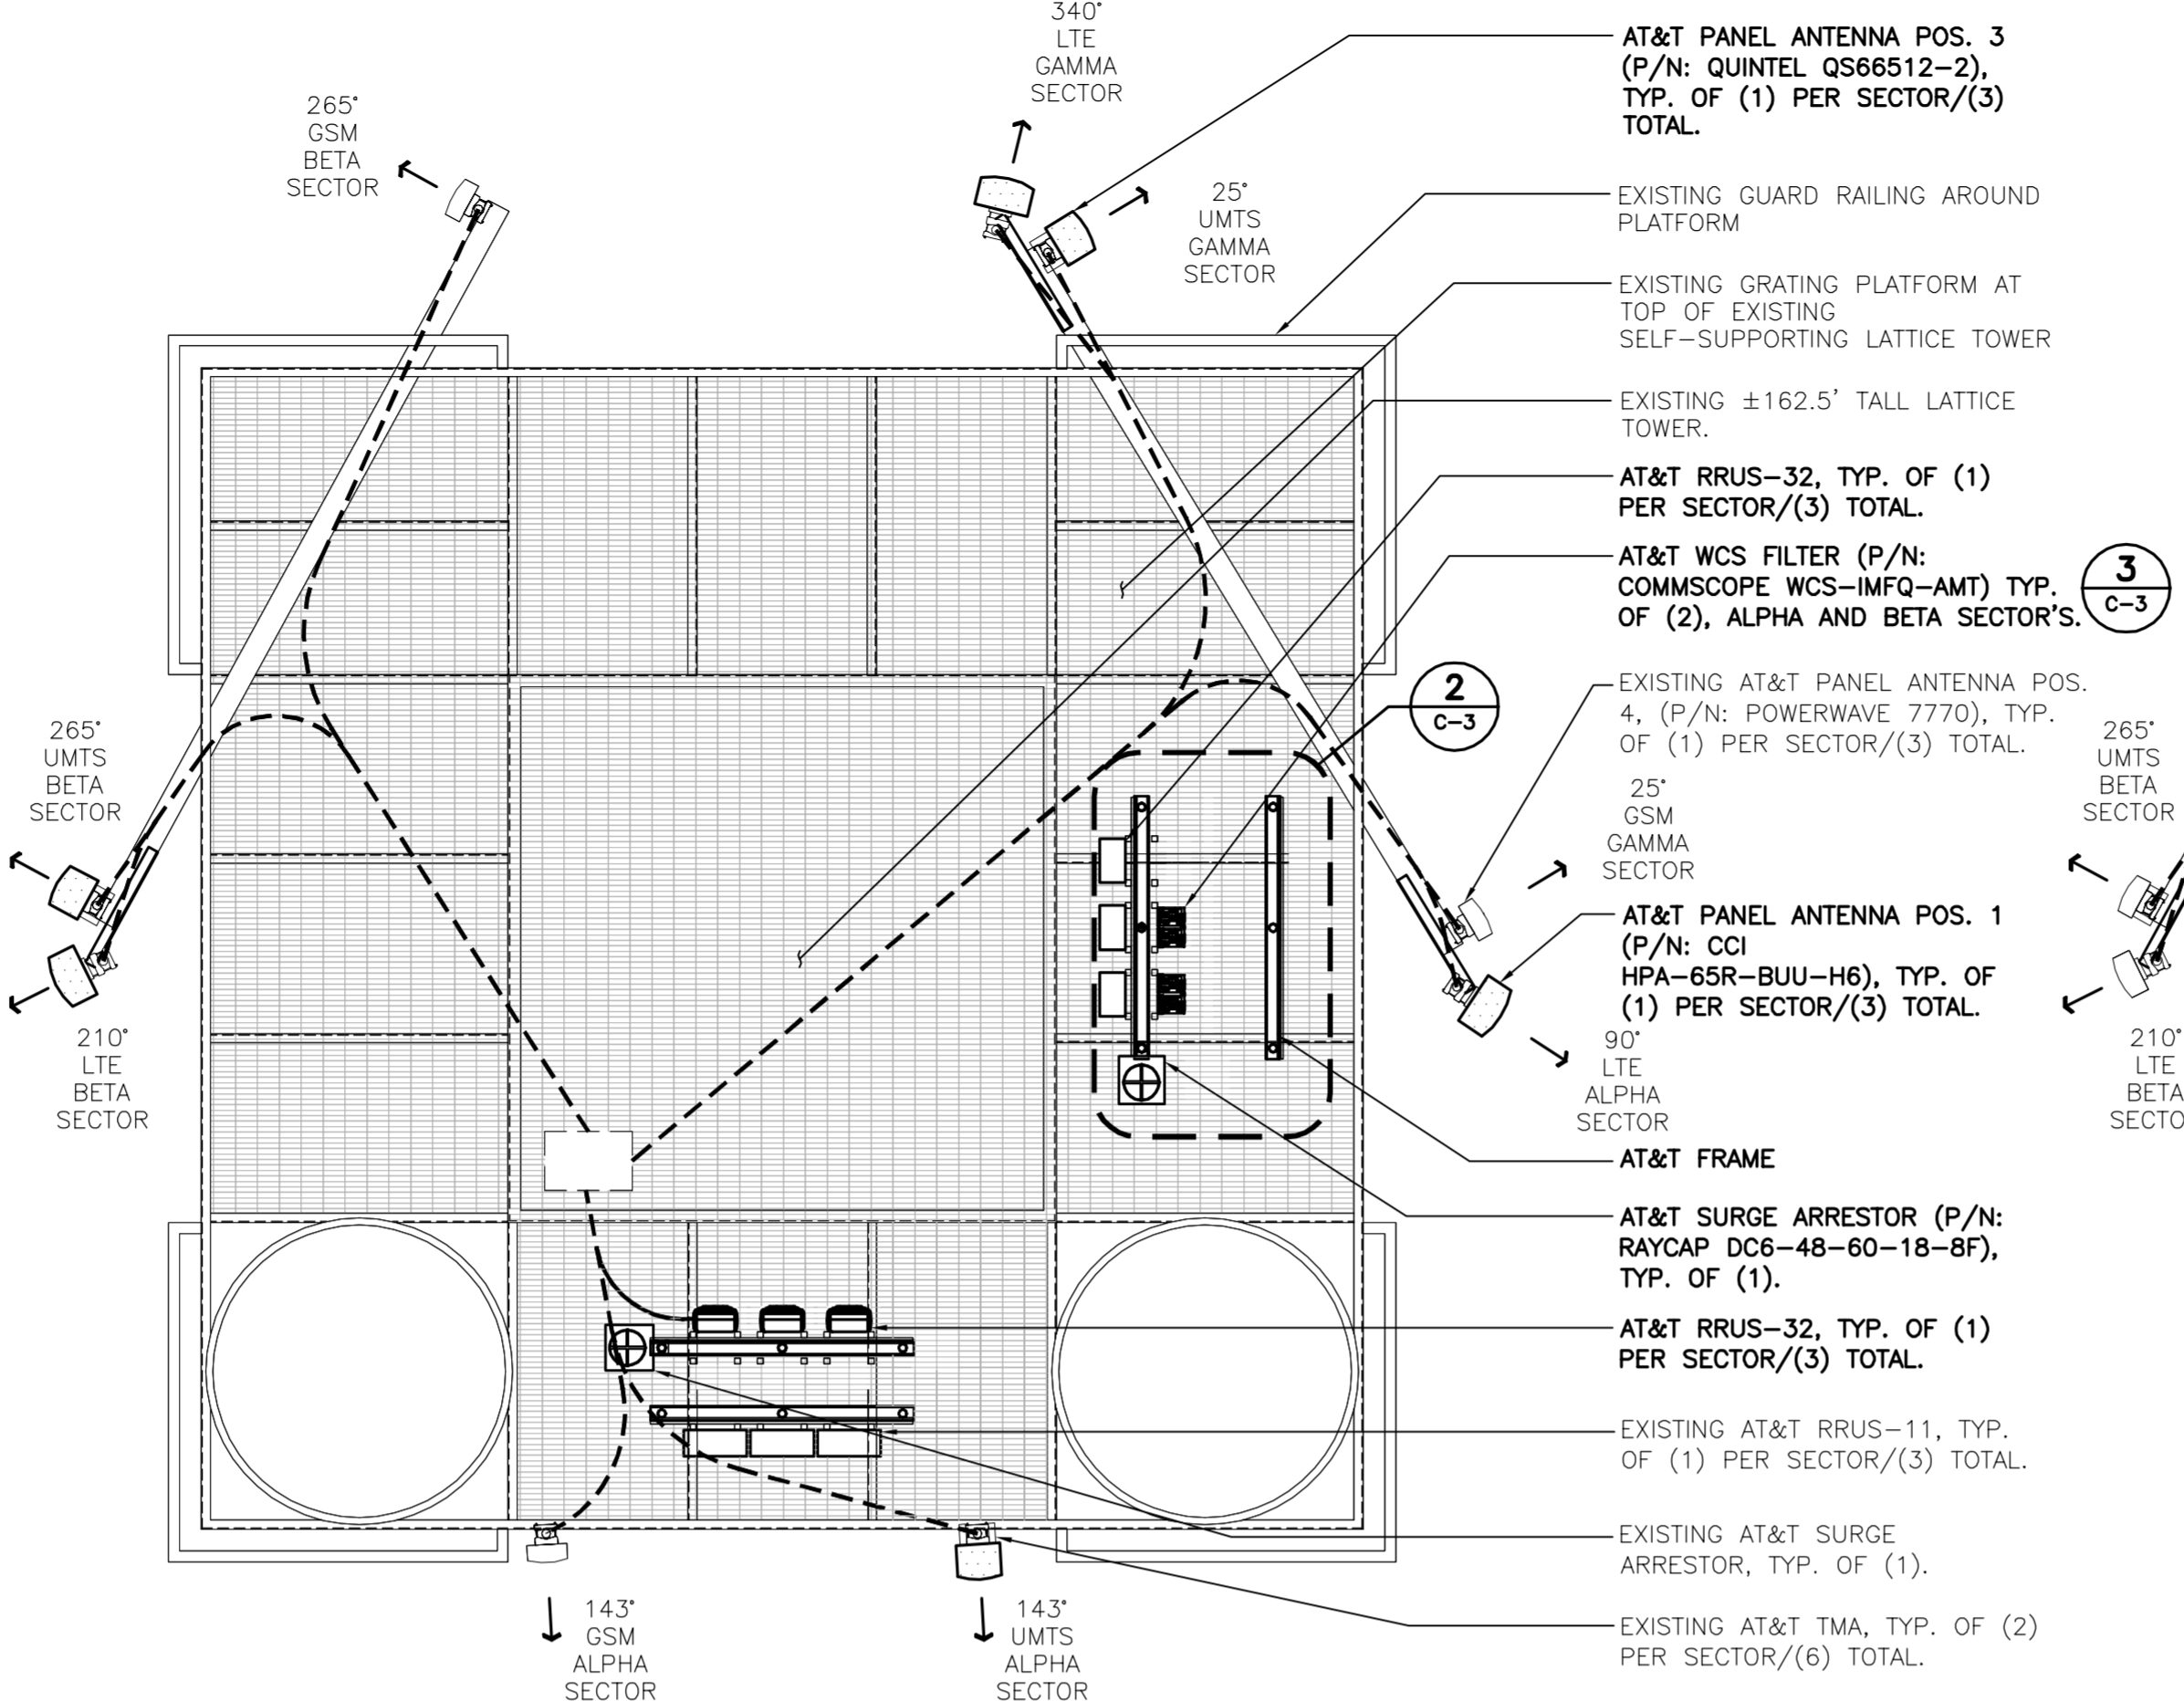 340°
LTE
GAMMA
SECTOR
265°
GSM
BETA
SECTOR
25°
UMTS
GAMMA
SECTOR
AT&T PANEL ANTENNA POS. 3
(P/N: QUINTEL QS66512-2),
TYP. OF (1) PER SECTOR/(3)
TOTAL.
EXISTING GUARD RAILING AROUND
PLATFORM
EXISTING GRATING PLATFORM AT
TOP OF EXISTING
SELF-SUPPORTING LATTICE TOWER
EXISTING ±162.5' TALL LATTICE
TOWER.
AT&T RRUS-32, TYP. OF (1)
PER SECTOR/(3) TOTAL.
AT&T WCS FILTER (P/N:
COMMSCOPE WCS-IMFQ-AMT) TYP.
OF (2), ALPHA AND BETA SECTOR'S.
3
C-3
2
C-3
EXISTING AT&T PANEL ANTENNA POS.
4, (P/N: POWERWAVE 7770), TYP.
OF (1) PER SECTOR/(3) TOTAL.
265°
UMTS
BETA
SECTOR
265°
UMTS
BETA
SECTOR
25°
GSM
GAMMA
SECTOR
AT&T PANEL ANTENNA POS. 1
(P/N: CCI
HPA-65R-BUU-H6), TYP. OF
(1) PER SECTOR/(3) TOTAL.
210°
LTE
BETA
SECTOR
90°
LTE
ALPHA
SECTOR
210°
LTE
BETA
SECTO
AT&T FRAME
AT&T SURGE ARRESTOR (P/N:
RAYCAP DC6-48-60-18-8F),
TYP. OF (1).
AT&T RRUS-32, TYP. OF (1)
PER SECTOR/(3) TOTAL.
EXISTING AT&T RRUS-11, TYP.
OF (1) PER SECTOR/(3) TOTAL.
EXISTING AT&T SURGE
ARRESTOR, TYP. OF (1).
EXISTING AT&T TMA, TYP. OF (2)
PER SECTOR/(6) TOTAL.
143°
GSM
ALPHA
SECTOR
143°
UMTS
ALPHA
SECTOR